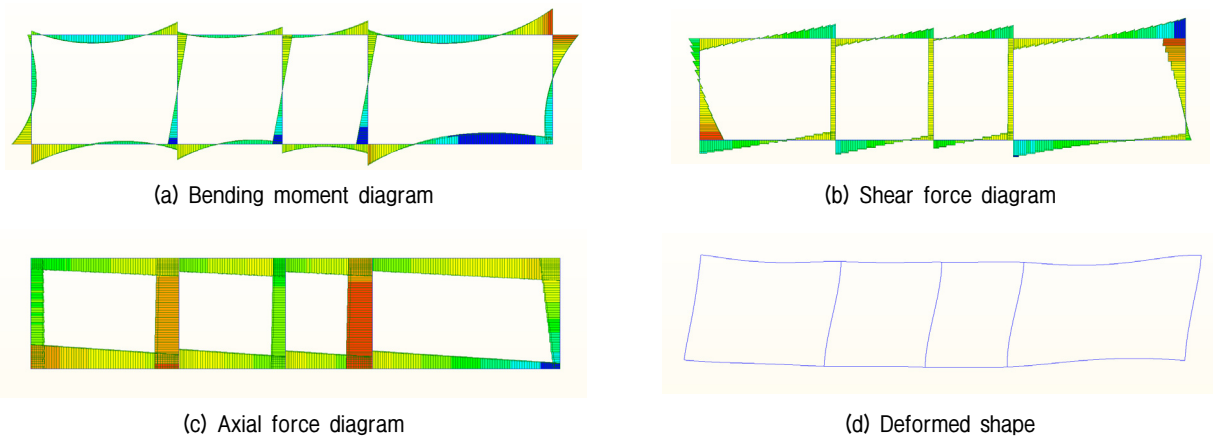 (a) Bending moment diagram
(b) Shear force diagram
(c) Axial force diagram
(d) Deformed shape